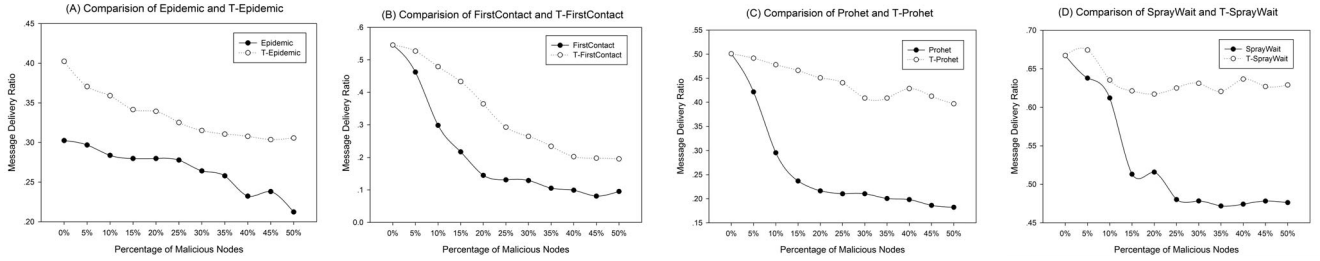 (A) Comparision of Epidemic and T-Epidemic
Message Delivery Ratio
.45
.40
.35
.30
.25
.20
Epidemic
T-Epidemic
0% 5% 10% 15% 20% 25% 30% 35% 40% 45% 50%
Percentage of Malicious Nodes
(B) Comparision of FirstContact and T-FirstContact
Message Delivery Ratio
.6
.5
.4
.3
.2
.1
0.0
FirstContact
T-FirstContact
0% 5% 10% 15% 20% 25% 30% 35% 40% 45% 50%
Percentage of Malicious Nodes
(C) Comparision of Prohet and T-Prohet
Message Delivery Ratio
.55
.50
.45
.40
.35
.30
.25
.20
.15
Prohet
T-Prohet
0% 5% 10% 15% 20% 25% 30% 35% 40% 45% 50%
Percentage of Malicious Nodes
(D) Comparison of SprayWait and T-SprayWait
Message Delivery Ratio
.70
.65
.60
.55
.50
.45
SprayWait
T-SprayWait
0% 5% 10% 15% 20% 25% 30% 35% 40% 45% 50%
Percentage of Malicious Nodes